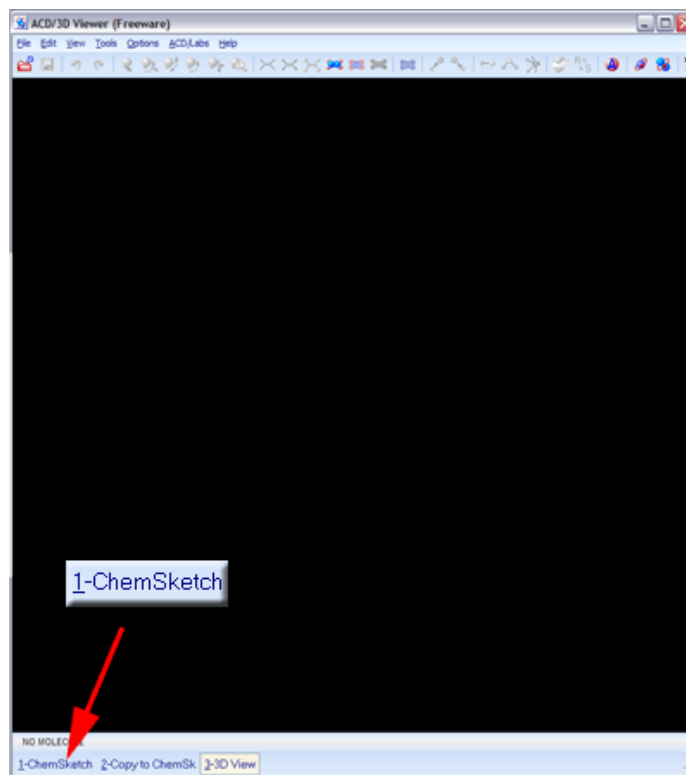 ACD/3D Viewer (Freeware)
File Edit View Tools Options ACD/Labs Help
1-ChemSketch
NO MOLEC
1-ChemSketch 2-Copy to ChemSk 3-3D View